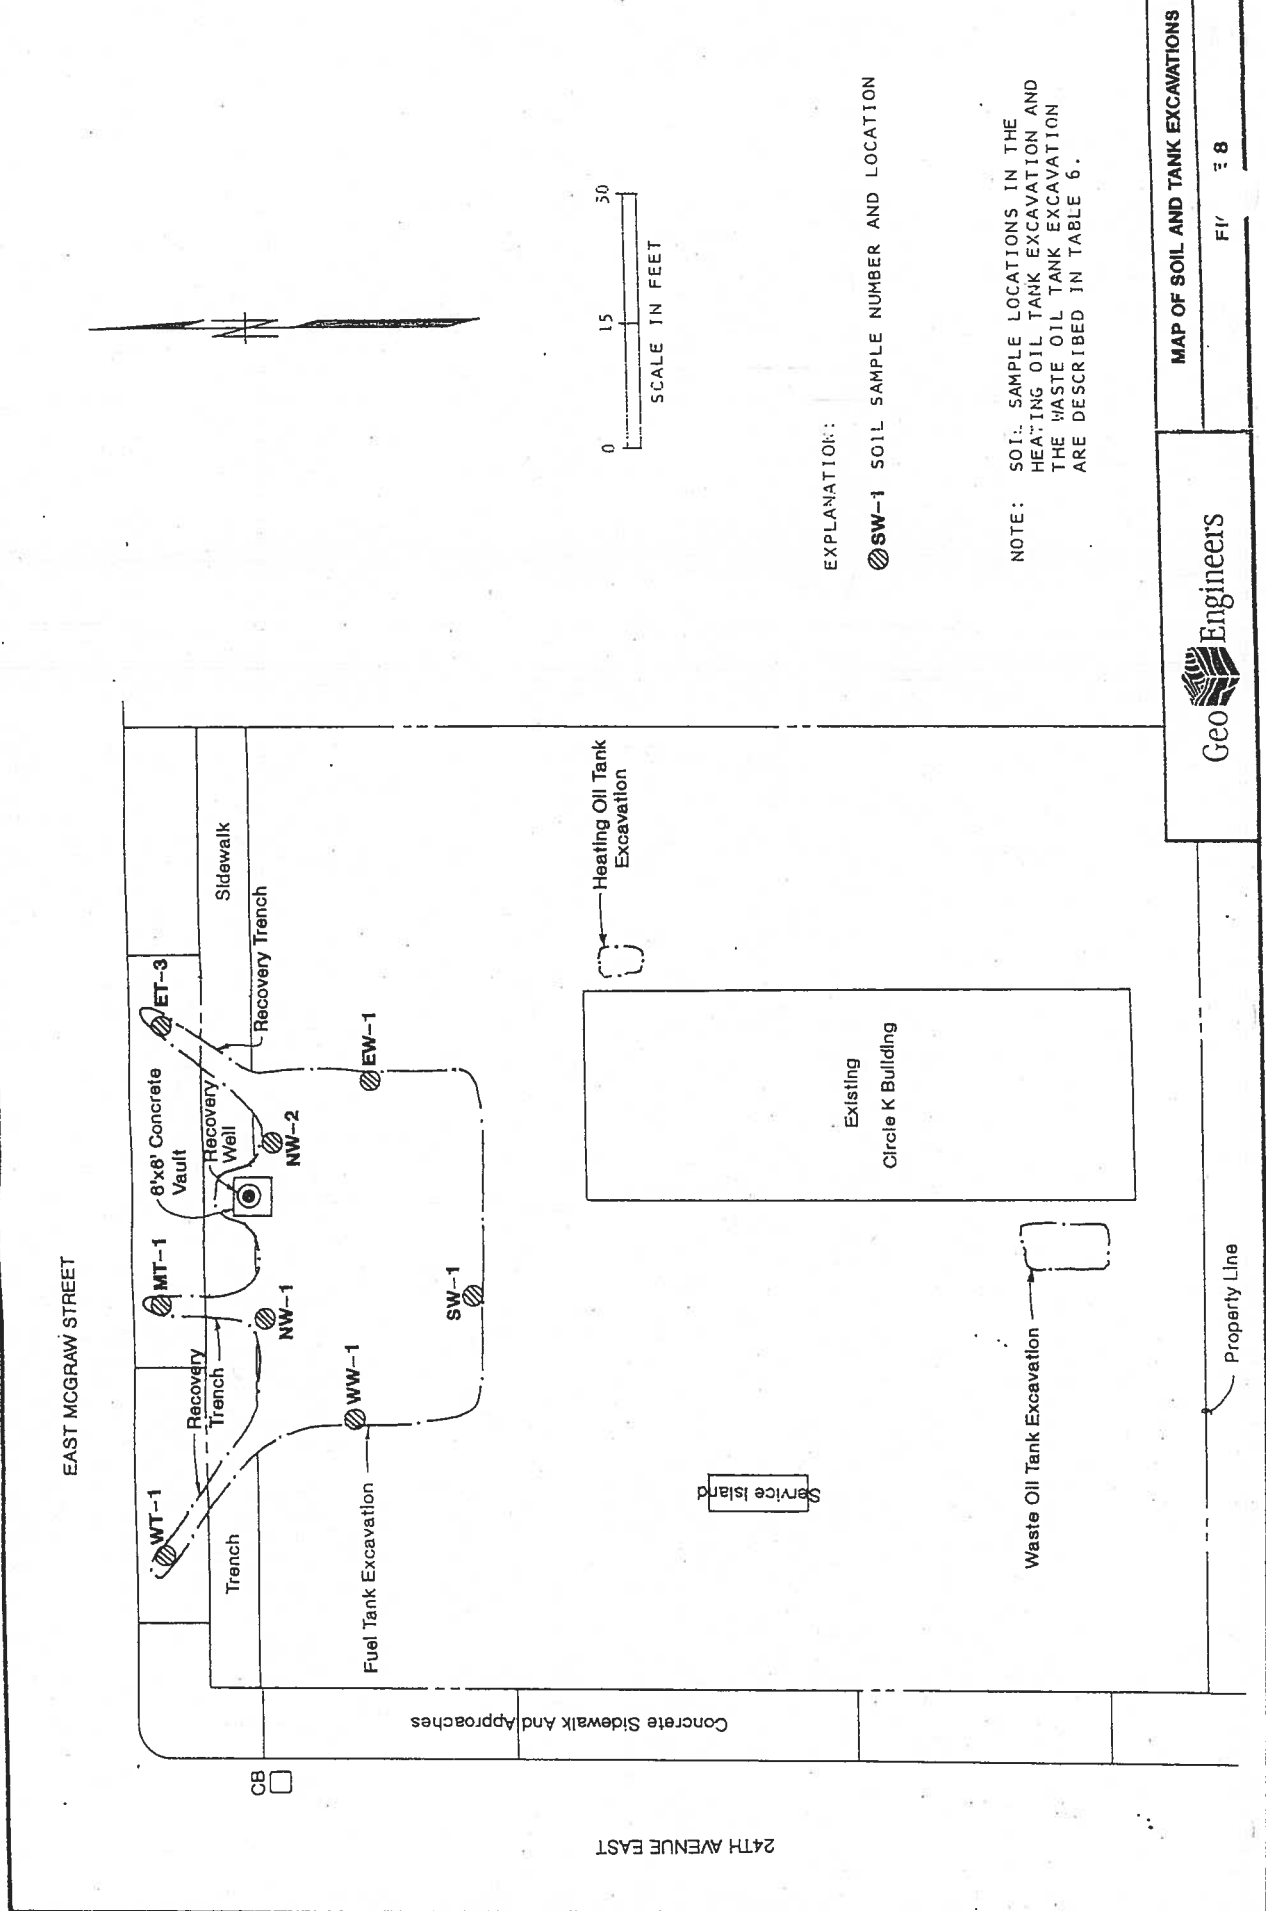 EAST MCGRAW STREET
WT-1
MT-1
6'x6' Concrete
Vault
ET-3
Recovery
Trench
Recovery
Well
Sidewalk
Recovery Trench
Trench
NW-1
NW-2
WW-1
EW-1
SW-1
Fuel Tank Excavation
CB
Concrete Sidewalk And Approaches
24TH AVENUE EAST
Service Island
Heating Oil Tank
Excavation
Existing
Circle K Building
Waste Oil Tank Excavation
Property Line
0 15 30
SCALE IN FEET
EXPLANATION:
SW-1 SOIL SAMPLE NUMBER AND LOCATION
NOTE: SOIL SAMPLE LOCATIONS IN THE
HEATING OIL TANK EXCAVATION AND
THE WASTE OIL TANK EXCAVATION
ARE DESCRIBED IN TABLE 6.
Geo Engineers
MAP OF SOIL AND TANK EXCAVATIONS
8